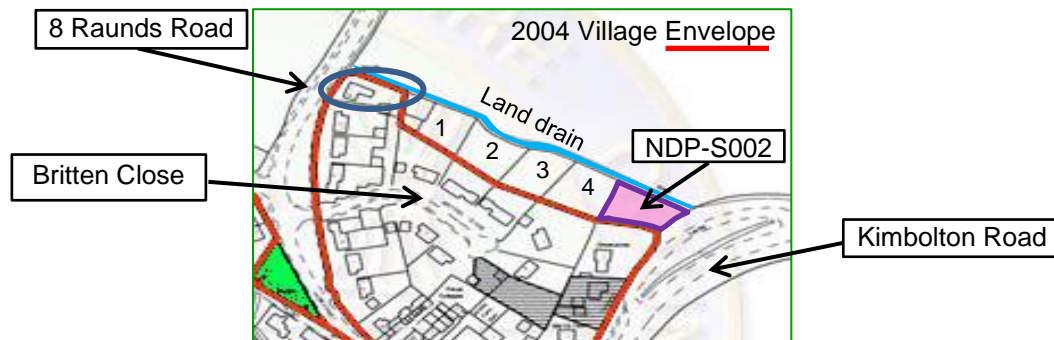 8 Raunds Road
2004 Village Envelope
Land drain
1
2
3
4
NDP-S002
Britten Close
Kimbolton Road